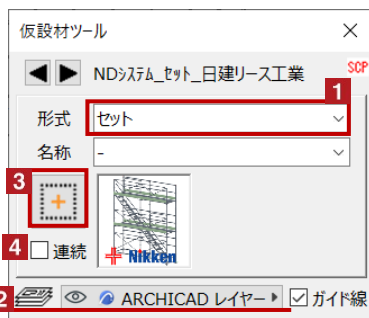 仮設材ツール
NDシステム_セット_日建リース工業
SCP
1
形式 セット
名称 -
3
Nikken
4 連続
2 ARCHICAD レイヤー ガイド線